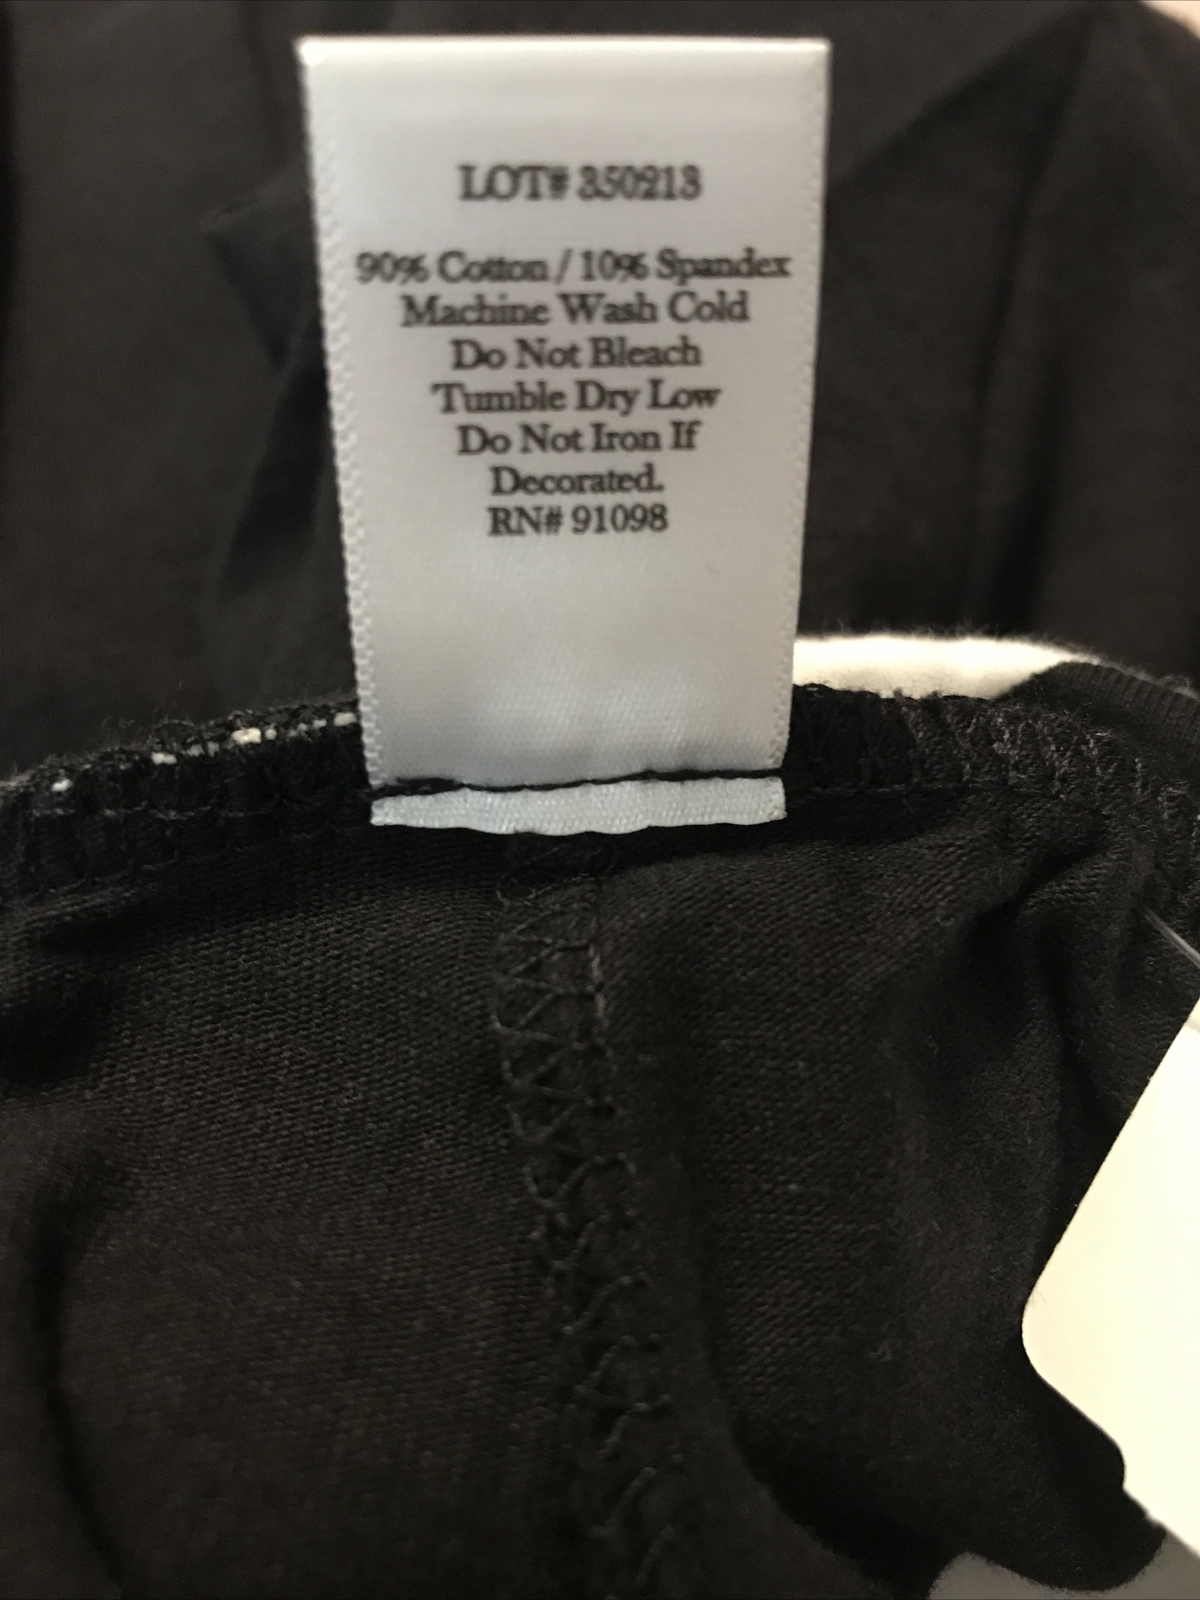 LOT# 350213
90% Cotton / 10% Spandex
Machine Wash Cold
Do Not Bleach
Tumble Dry Low
Do Not Iron If
Decorated.
RN# 91098